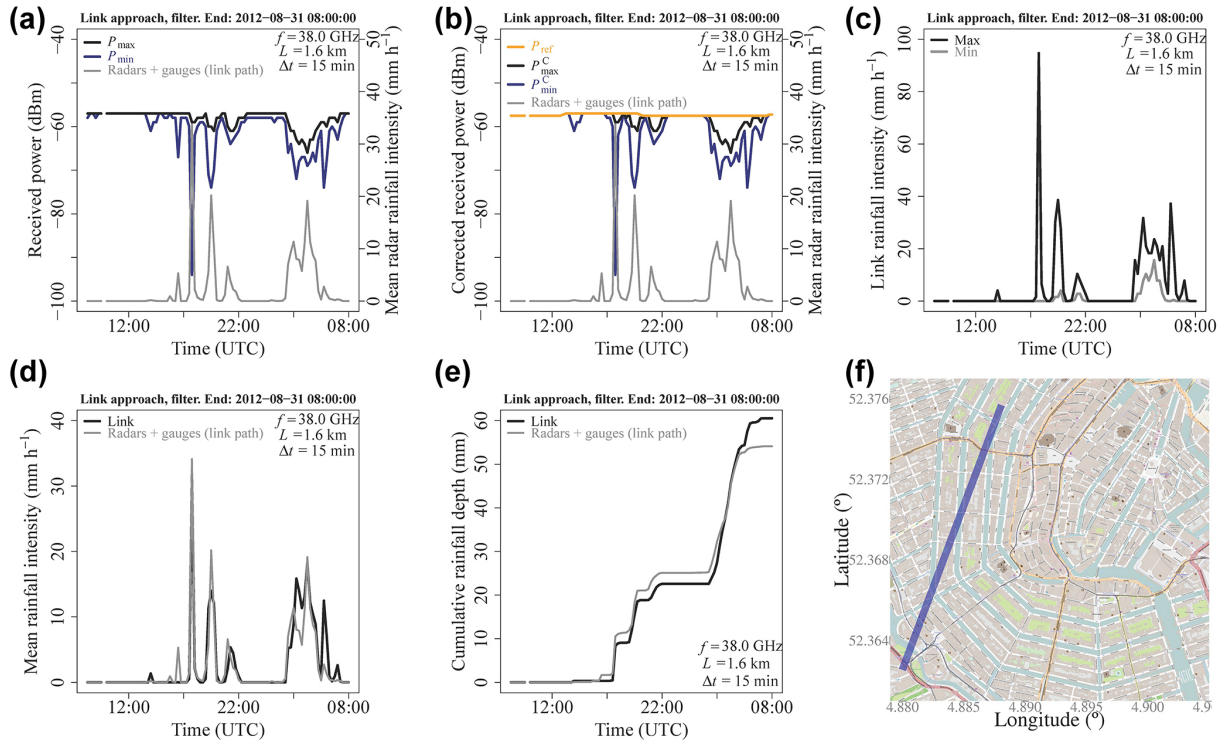 (a)
Link approach, filter. End: 2012−08−31 08:00:00
P max
P min
Radars + gauges (link path)
f = 38.0 GHz
L = 1.6 km
Δt = 15 min
Received power (dBm)
−40
−60
−80
−100
Mean radar rainfall intensity (mm h−1)
50
40
30
20
10
0
12:00 22:00 08:00
Time (UTC)
(b)
Link approach, filter. End: 2012−08−31 08:00:00
P ref
P C max
P C min
Radars + gauges (link path)
f = 38.0 GHz
L = 1.6 km
Δt = 15 min
Corrected received power (dBm)
−40
−60
−80
−100
Mean radar rainfall intensity (mm h−1)
50
40
30
20
10
0
12:00 22:00 08:00
Time (UTC)
(c)
Link approach, filter. End: 2012−08−31 08:00:00
Max
Min
f = 38.0 GHz
L = 1.6 km
Δt = 15 min
Link rainfall intensity (mm h−1)
100
80
60
40
20
0
12:00 22:00 08:00
Time (UTC)
(d)
Link approach, filter. End: 2012−08−31 08:00:00
Link
Radars + gauges (link path)
f = 38.0 GHz
L = 1.6 km
Δt = 15 min
Mean rainfall intensity (mm h−1)
40
30
20
10
0
12:00 22:00 08:00
Time (UTC)
(e)
Link approach, filter. End: 2012−08−31 08:00:00
Link
Radars + gauges (link path)
Cumulative rainfall depth (mm)
60
50
40
30
20
10
0
f = 38.0 GHz
L = 1.6 km
Δt = 15 min
12:00 22:00 08:00
Time (UTC)
(f)
52.376
52.372
52.368
52.364
Latitude (º)
4.880 4.885 4.890 4.895 4.900 4.9
Longitude (º)